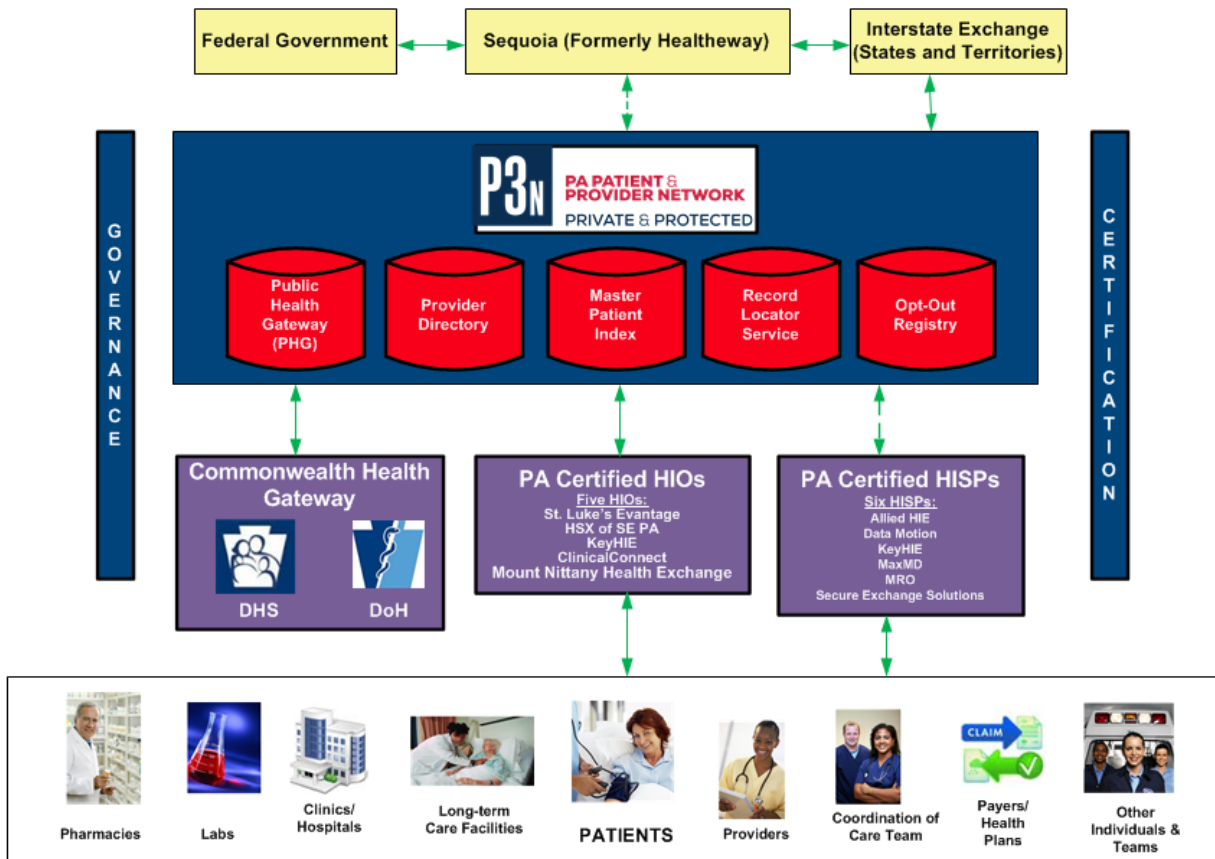 Federal Government
Sequoia (Formerly Healtheway)
Interstate Exchange
(States and Territories)
GOVERNANCE
P3N
PA PATIENT &
PROVIDER NETWORK
PRIVATE & PROTECTED
CERTIFICATION
Public
Health
Gateway
(PHG)
Provider
Directory
Master
Patient
Index
Record
Locator
Service
Opt-Out
Registry
Commonwealth Health
Gateway
DHS
DoH
PA Certified HIOs
Five HIOs:
St. Luke's Evantage
HSX of SE PA
KeyHIE
ClinicalConnect
Mount Nittany Health Exchange
PA Certified HISPs
Six HISPs:
Allied HIE
Data Motion
KeyHIE
MaxMD
MRO
Secure Exchange Solutions
Pharmacies
Labs
Clinics/
Hospitals
Long-term
Care Facilities
PATIENTS
Providers
Coordination of
Care Team
CLAIM
Payers/
Health
Plans
Other
Individuals &
Teams